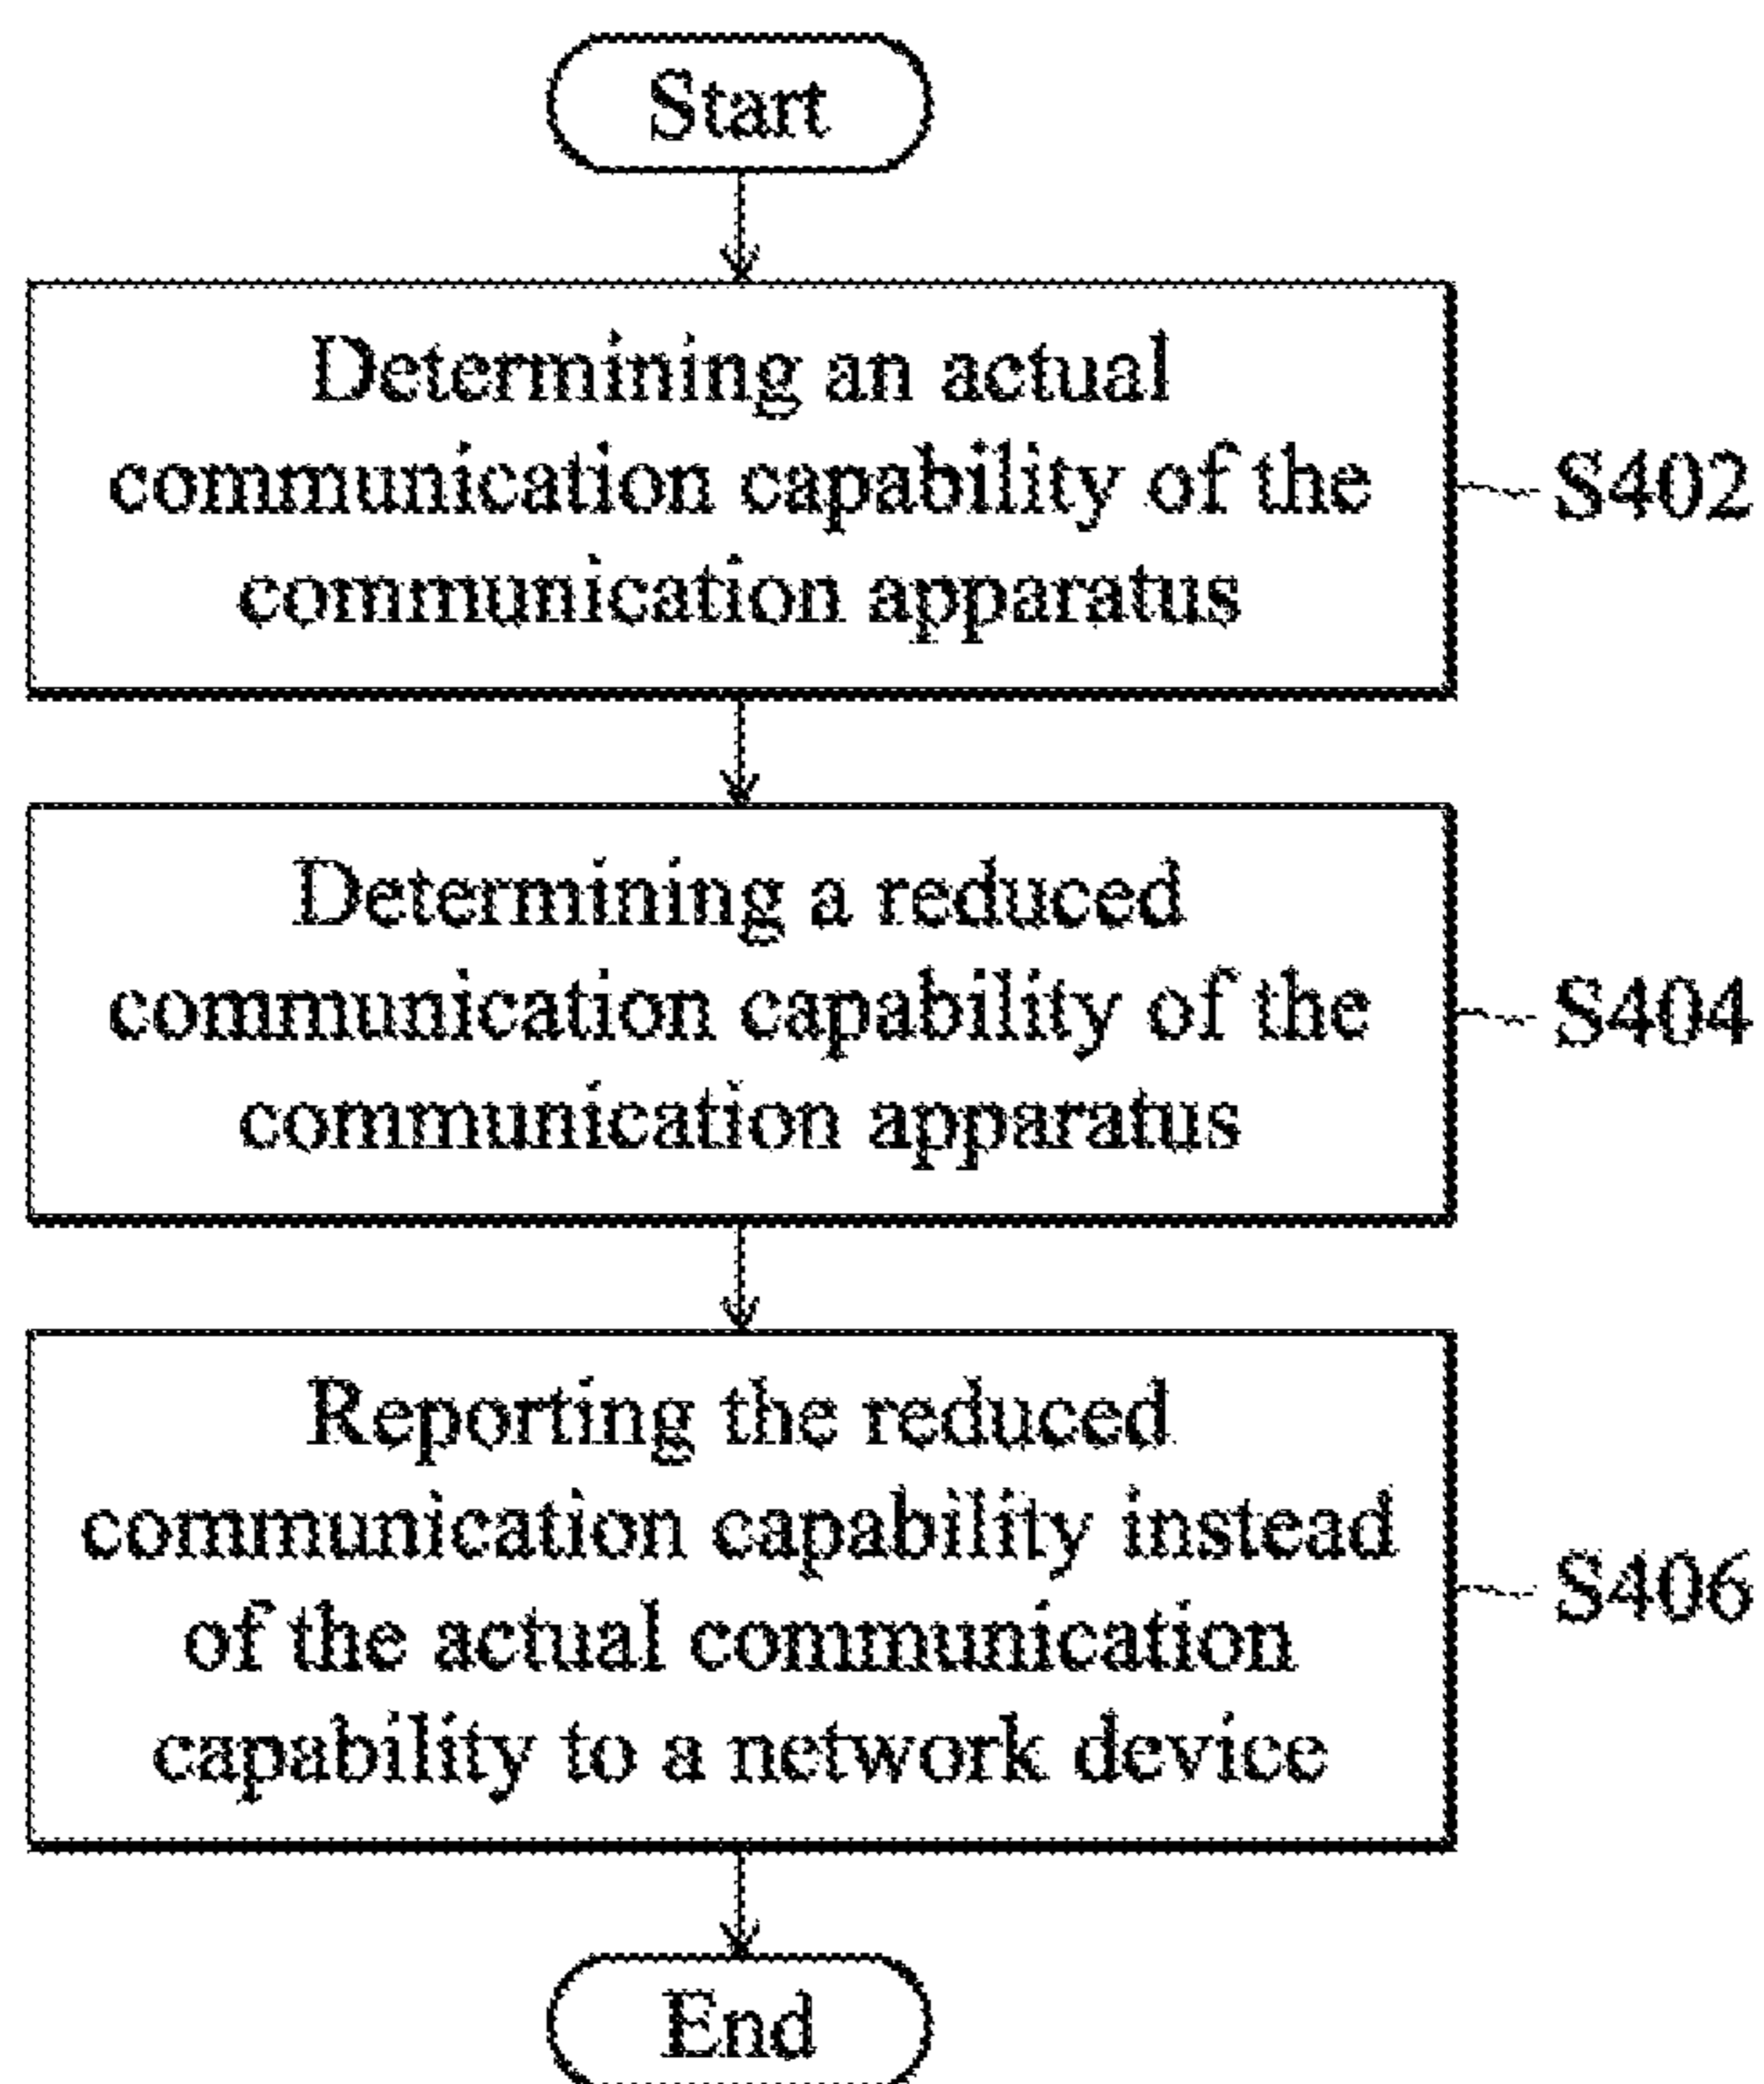 Start
Determining an actual
communication capability of the
communication apparatus
S402
Determining a reduced
communication capability of the
communication apparatus
S404
Reporting the reduced
communication capability instead
of the actual communication
capability to a network device
S406
End